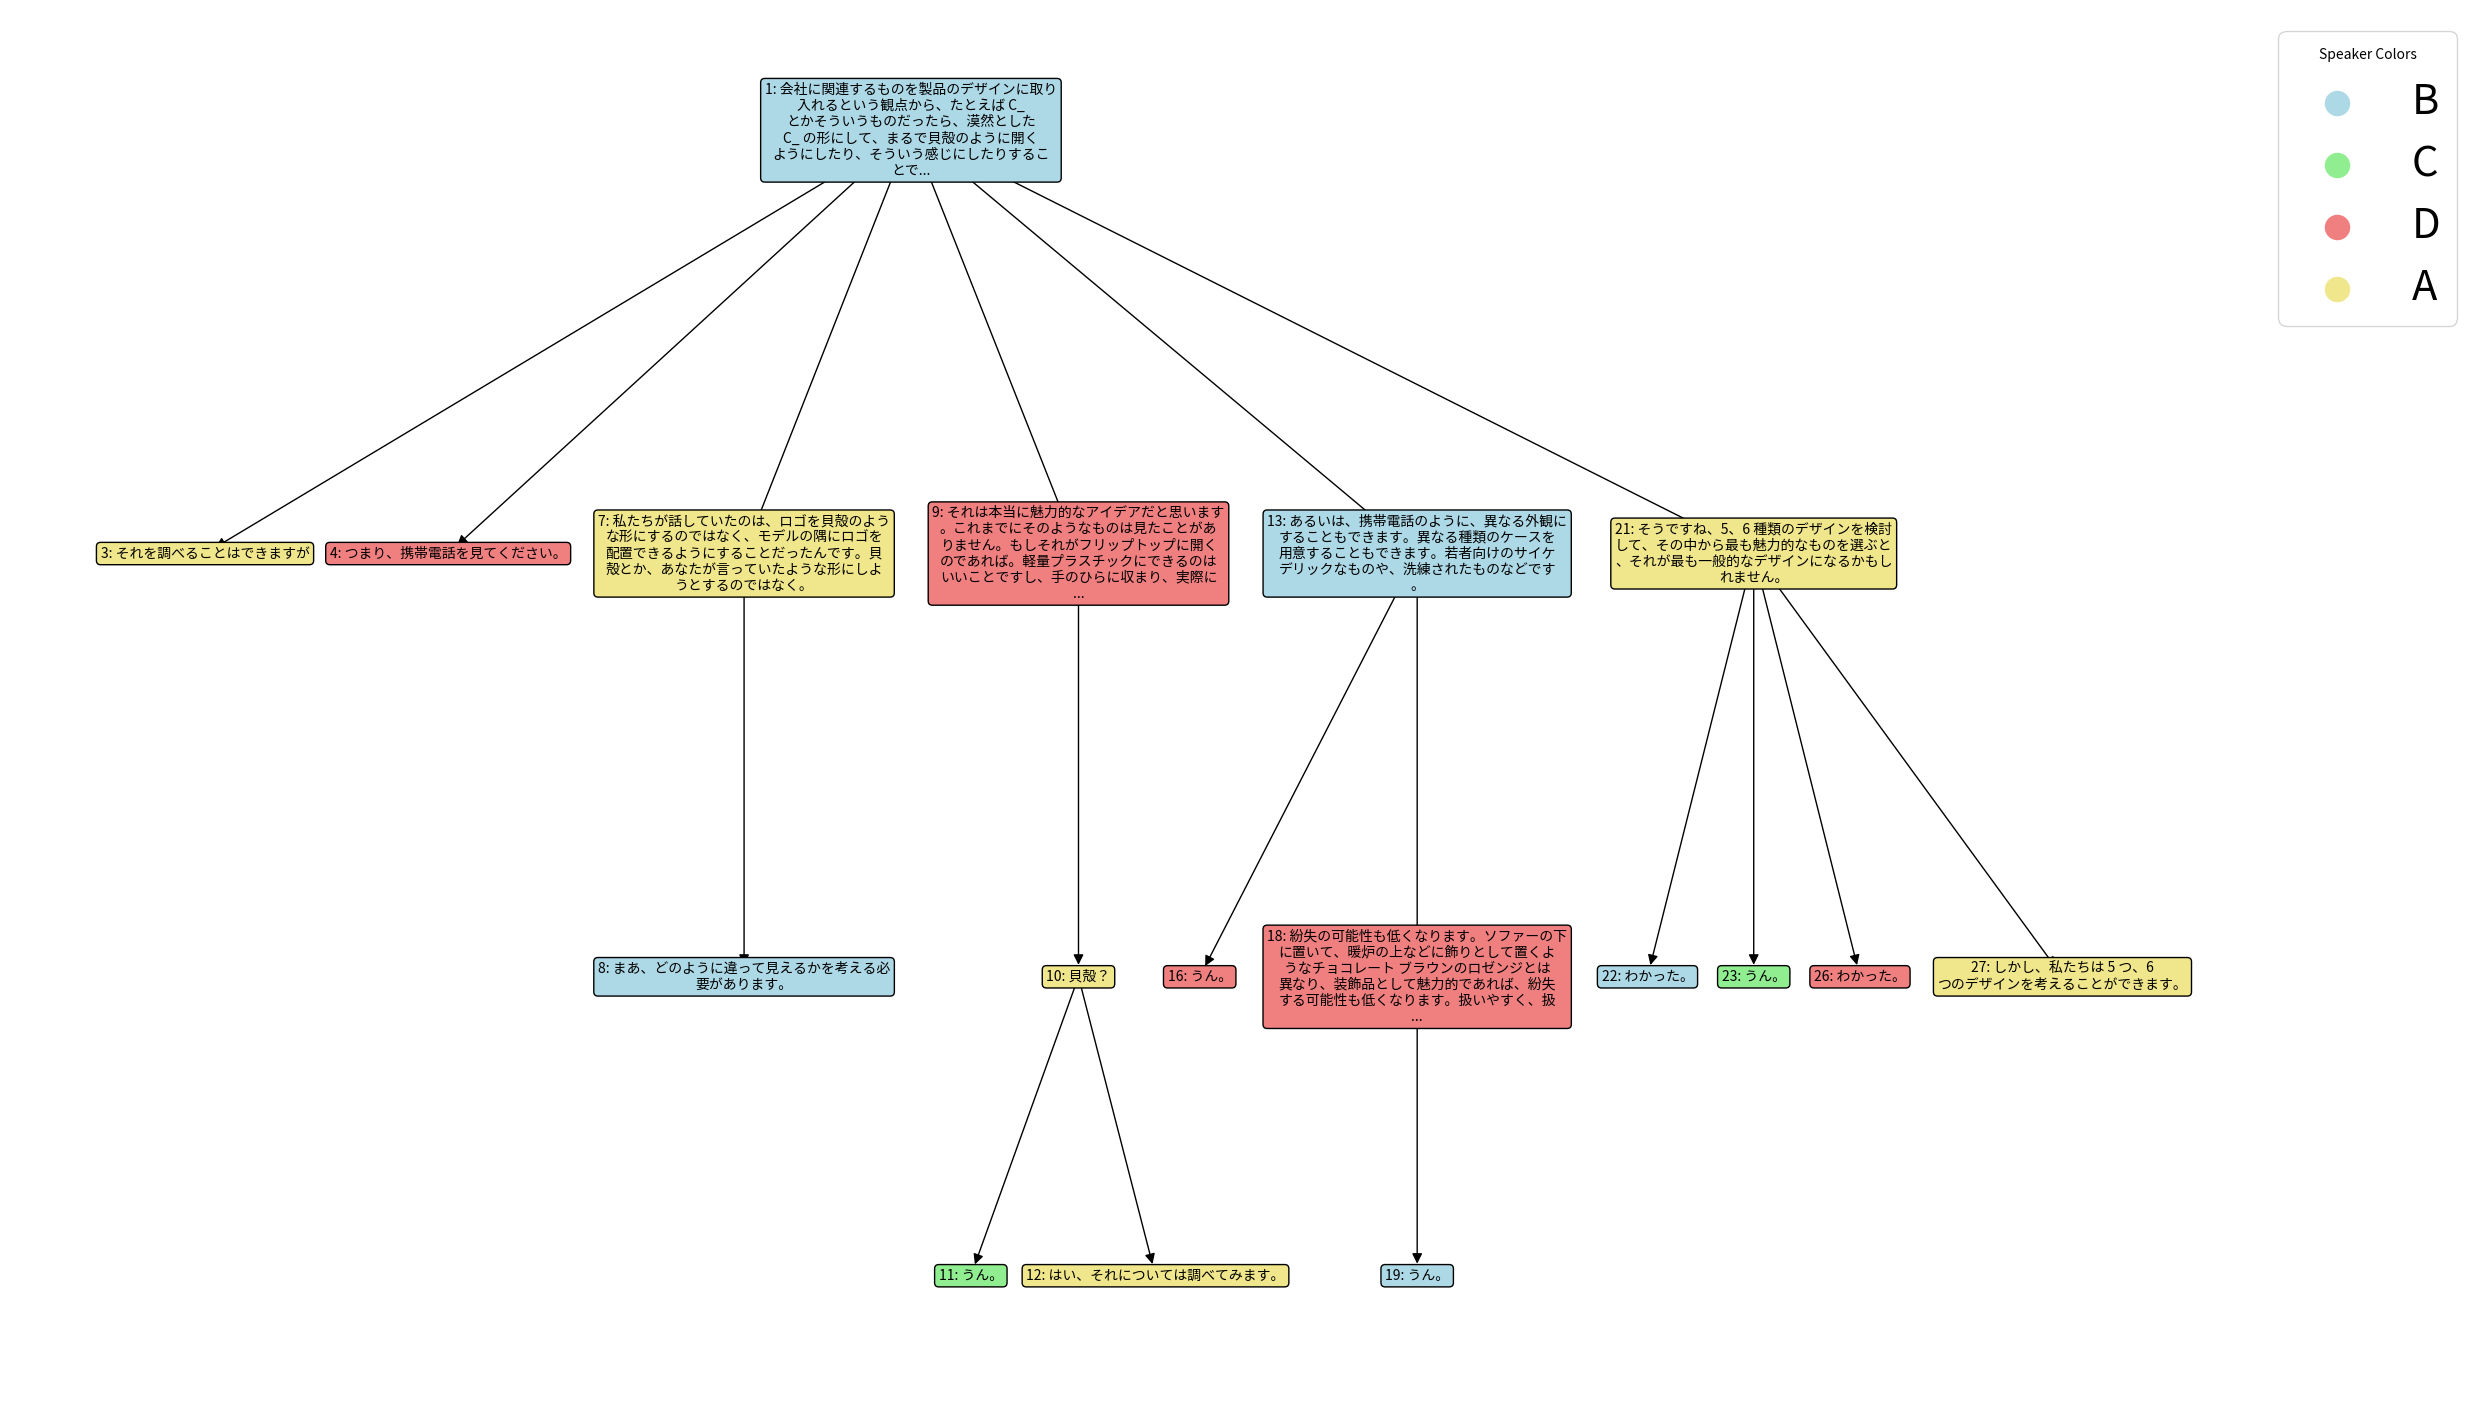 Speaker Colors
B
C
D
A
1: 会社に関連するものを製品のデザインに取り
入れるという観点から、たとえば C_
とかそういうものだったら、漠然とした
C_ の形にして、まるで貝殻のように開く
ようにしたり、そういう感じにしたりするこ
とで...
3: それを調べることはできますが
4: つまり、携帯電話を見てください。
7: 私たちが話していたのは、ロゴを貝殻のよう
な形にするのではなく、モデルの隅にロゴを
配置できるようにすることだったんです。貝
殻とか、あなたが言っていたような形にしよ
うとするのではなく。
9: それは本当に魅力的なアイデアだと思います
。これまでにそのようなものは見たことがあ
りません。もしそれがフリップトップに開く
のであれば。軽量プラスチックにできるのは
いいことですし、手のひらに収まり、実際に
...
13: あるいは、携帯電話のように、異なる外観に
することもできます。異なる種類のケースを
用意することもできます。若者向けのサイケ
デリックなものや、洗練されたものなどです
。
21: そうですね、5、6 種類のデザインを検討
して、その中から最も魅力的なものを選ぶと
、それが最も一般的なデザインになるかもし
れません。
8: まあ、どのように違って見えるかを考える必
要があります。
10: 貝殻？
16: うん。
18: 紛失の可能性も低くなります。ソファーの下
に置いて、暖炉の上などに飾りとして置くよ
うなチョコレート ブラウンのロゼンジとは
異なり、装飾品として魅力的であれば、紛失
する可能性も低くなります。扱いやすく、扱
...
22: わかった。
23: うん。
26: わかった。
27: しかし、私たちは 5 つ、6
つのデザインを考えることができます。
11: うん。
12: はい、それについては調べてみます。
19: うん。